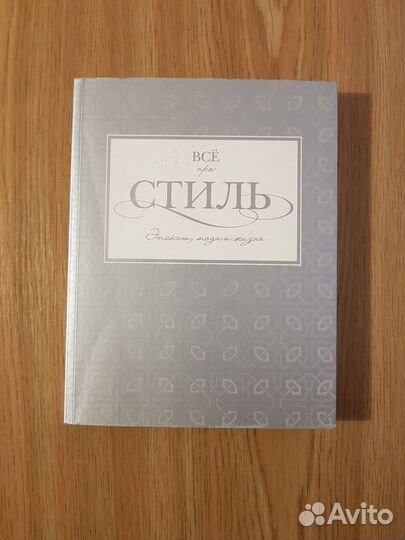 ВСЁ
про
СТИЛЬ
Этикет, мода и жизнь
Avito